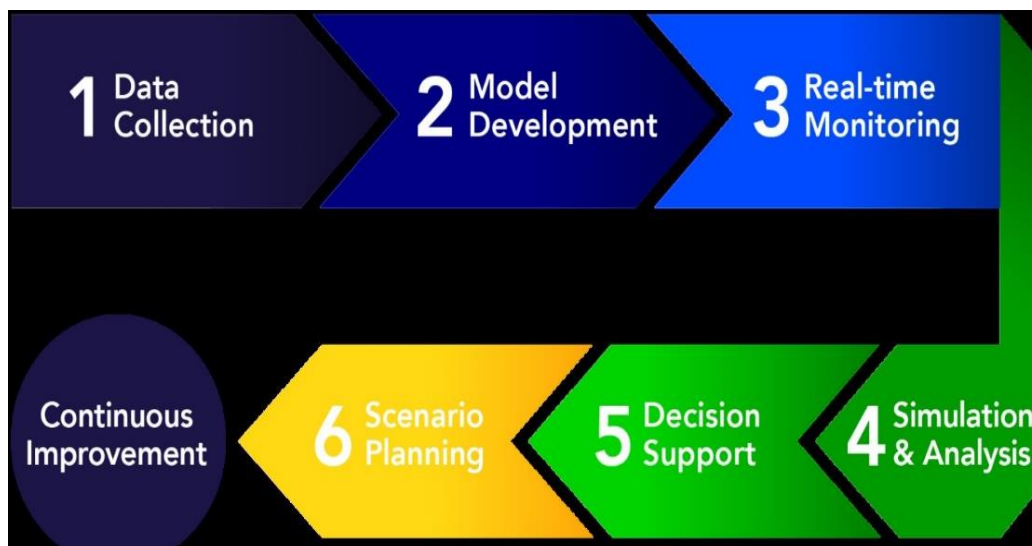 1 Data
Collection
2 Model
Development
3 Real-time
Monitoring
4 Simulation
& Analysis
5 Decision
Support
6 Scenario
Planning
Continuous
Improvement